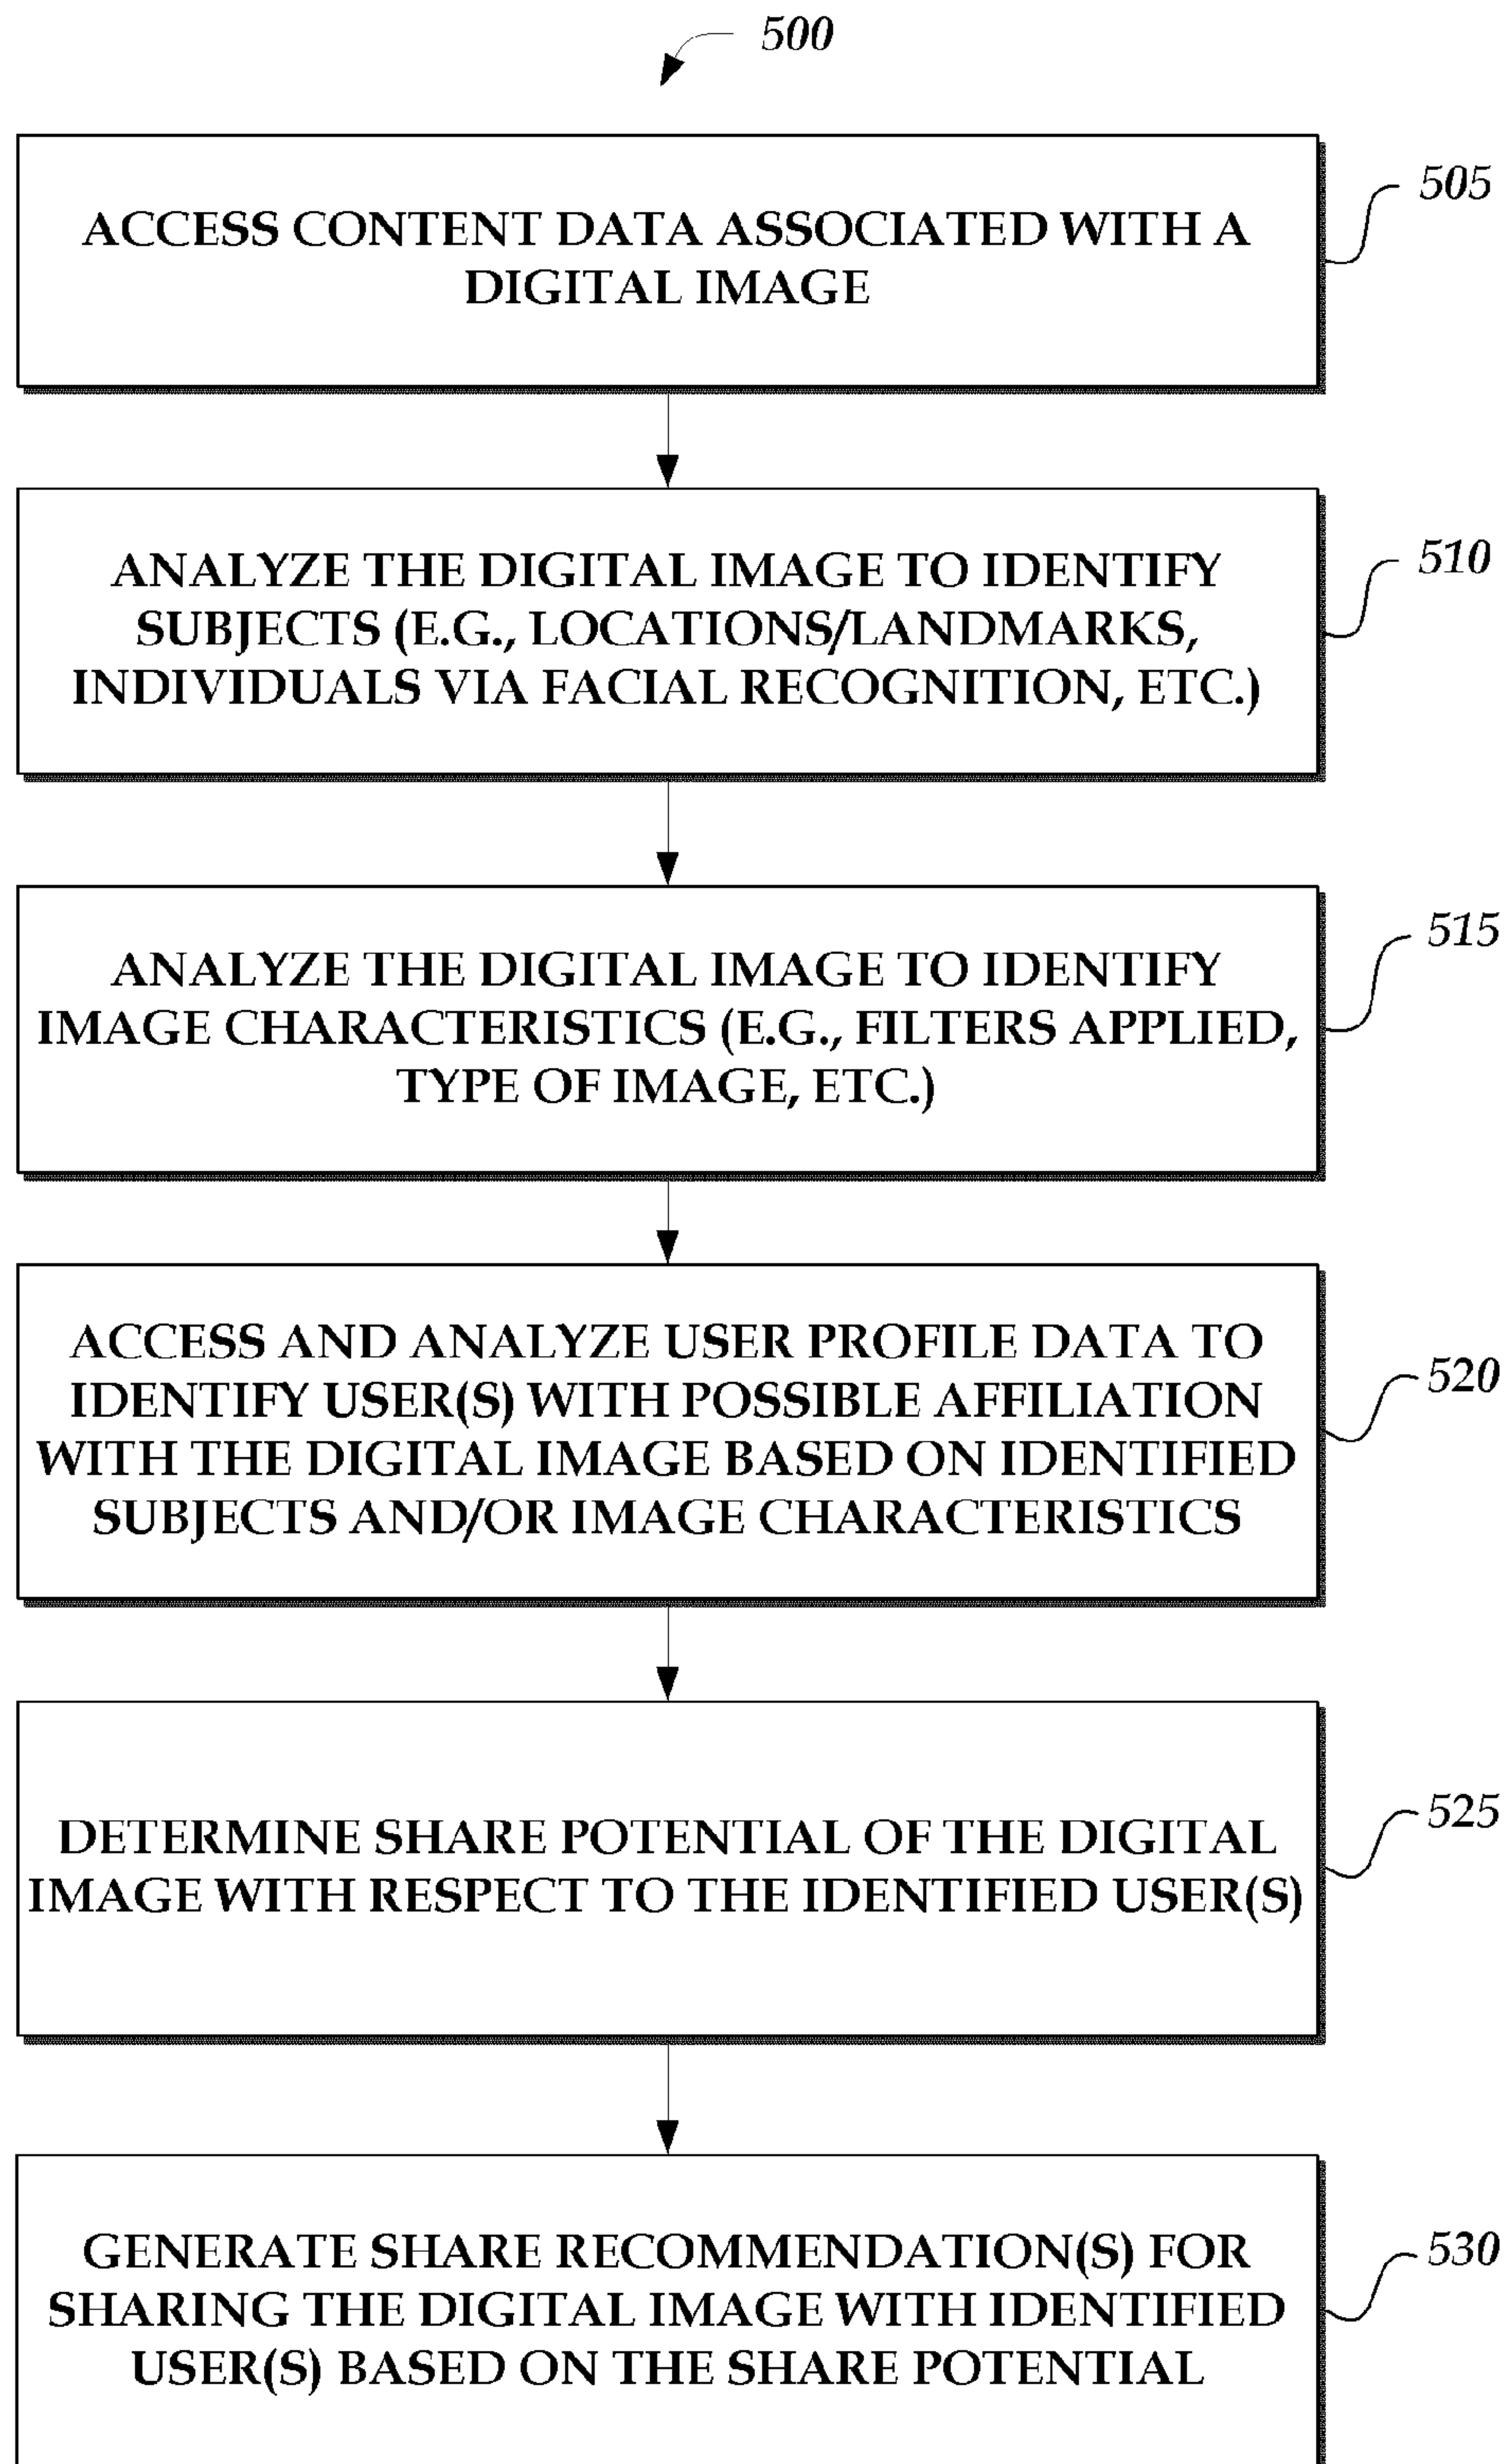 500
ACCESS CONTENT DATA ASSOCIATED WITH A
DIGITAL IMAGE
505
ANALYZE THE DIGITAL IMAGE TO IDENTIFY
SUBJECTS (E.G., LOCATIONS/LANDMARKS,
INDIVIDUALS VIA FACIAL RECOGNITION, ETC.)
510
ANALYZE THE DIGITAL IMAGE TO IDENTIFY
IMAGE CHARACTERISTICS (E.G., FILTERS APPLIED,
TYPE OF IMAGE, ETC.)
515
ACCESS AND ANALYZE USER PROFILE DATA TO
IDENTIFY USER(S) WITH POSSIBLE AFFILIATION
WITH THE DIGITAL IMAGE BASED ON IDENTIFIED
SUBJECTS AND/OR IMAGE CHARACTERISTICS
520
DETERMINE SHARE POTENTIAL OF THE DIGITAL
IMAGE WITH RESPECT TO THE IDENTIFIED USER(S)
525
GENERATE SHARE RECOMMENDATION(S) FOR
SHARING THE DIGITAL IMAGE WITH IDENTIFIED
USER(S) BASED ON THE SHARE POTENTIAL
530